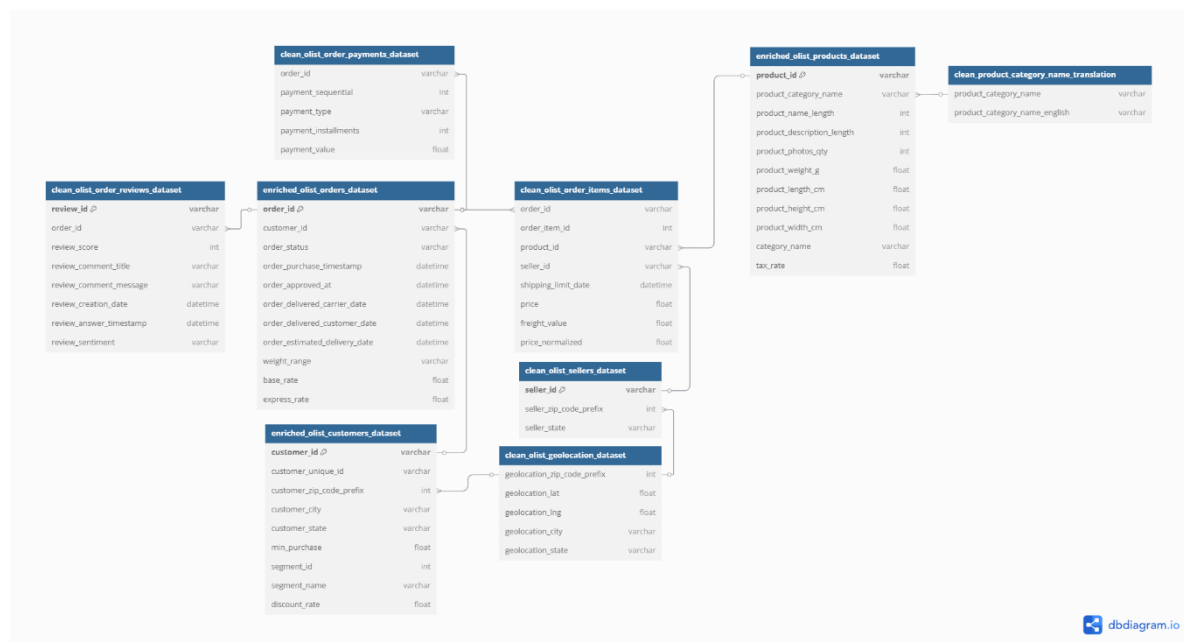 clean_olist_order_payments_dataset
order_id varchar
payment_sequential int
payment_type varchar
payment_installments int
payment_value float
enriched_olist_products_dataset
product_id varchar
product_category_name varchar
product_name_length int
product_description_length int
product_photos_qty int
product_weight_g float
product_length_cm float
product_height_cm float
product_width_cm float
category_name varchar
tax_rate float
clean_product_category_name_translation
product_category_name varchar
product_category_name_english varchar
clean_olist_order_reviews_dataset
review_id varchar
order_id varchar
review_score int
review_comment_title varchar
review_comment_message varchar
review_creation_date datetime
review_answer_timestamp datetime
review_sentiment varchar
enriched_olist_orders_dataset
order_id varchar
customer_id varchar
order_status varchar
order_purchase_timestamp datetime
order_approved_at datetime
order_delivered_carrier_date datetime
order_delivered_customer_date datetime
order_estimated_delivery_date datetime
weight_range varchar
base_rate float
express_rate float
clean_olist_order_items_dataset
order_id varchar
order_item_id int
product_id varchar
seller_id varchar
shipping_limit_date datetime
price float
freight_value float
price_normalized float
clean_olist_sellers_dataset
seller_id varchar
seller_zip_code_prefix int
seller_state varchar
enriched_olist_customers_dataset
customer_id varchar
customer_unique_id varchar
customer_zip_code_prefix int
customer_city varchar
customer_state varchar
min_purchase float
segment_id int
segment_name varchar
discount_rate float
clean_olist_geolocation_dataset
geolocation_zip_code_prefix int
geolocation_lat float
geolocation_lng float
geolocation_city varchar
geolocation_state varchar
dbdiagram.io